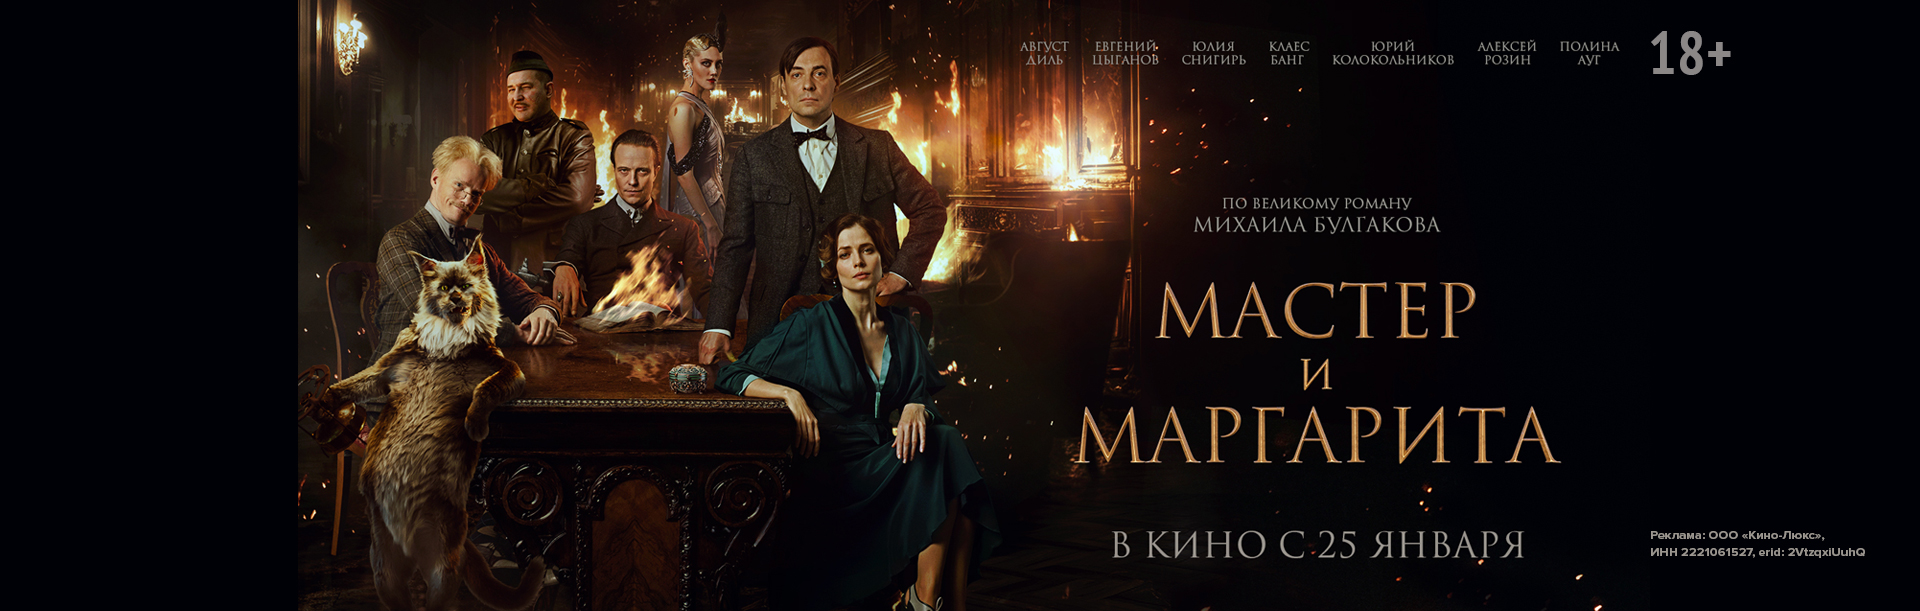 АВГУСТ ДИЛЬ
ЕВГЕНИЙ ЦЫГАНОВ
ЮЛИЯ СНИГИРЬ
КЛАЕС БАНГ
ЮРИЙ КОЛОКОЛЬНИКОВ
АЛЕКСЕЙ РОЗИН
ПОЛИНА АУГ
18+
ПО ВЕЛИКОМУ РОМАНУ
МИХАИЛА БУЛГАКОВА
МАСТЕР
И
МАРГАРИТА
В КИНО С 25 ЯНВАРЯ
Реклама: ООО «Кино-Люкс»,
ИНН 2221061527, erid: 2VtzqxiUuhQ